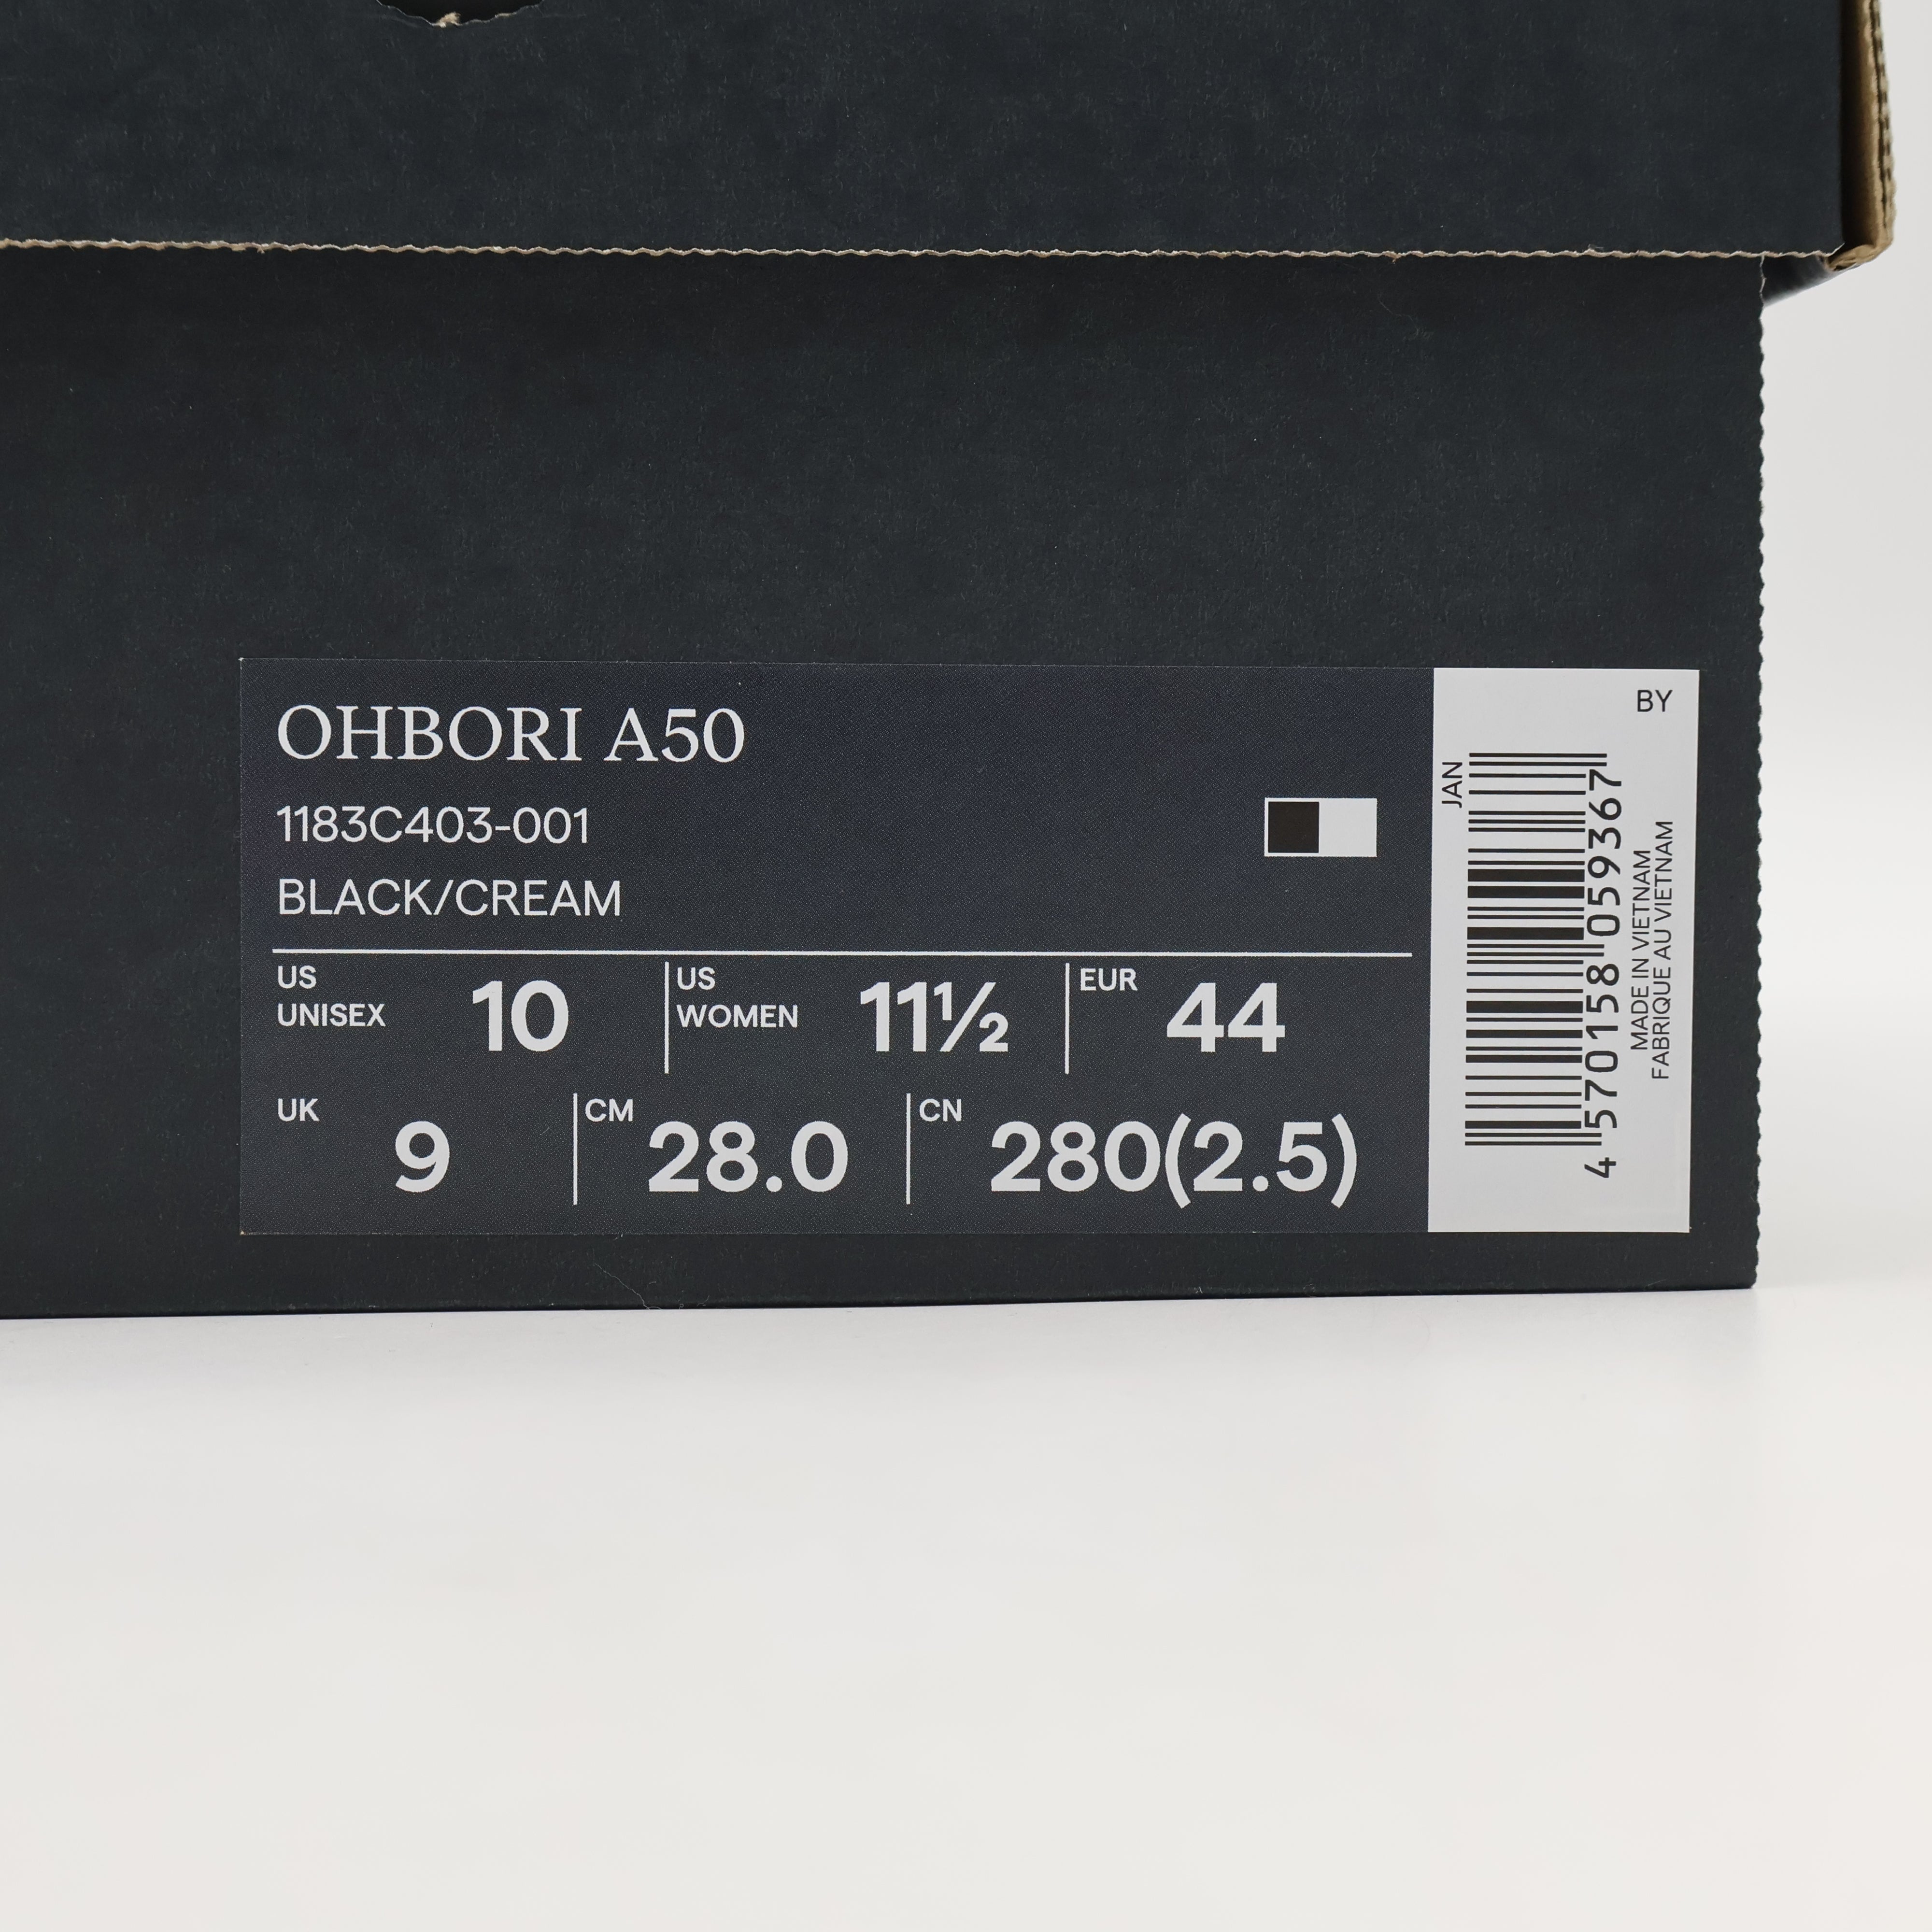 OHBORI A50
1183C403-001
BLACK/CREAM
US UNISEX 10
US WOMEN 11½
EUR 44
UK 9
CM 28.0
CN 280(2.5)
BY
JAN
4 570158 059367
MADE IN VIETNAM
FABRIQUE AU VIETNAM